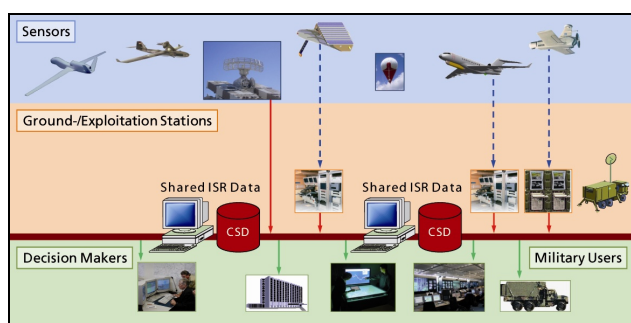 Sensors
Ground-/Exploitation Stations
Shared ISR Data
Shared ISR Data
CSD
CSD
Decision Makers
Military Users